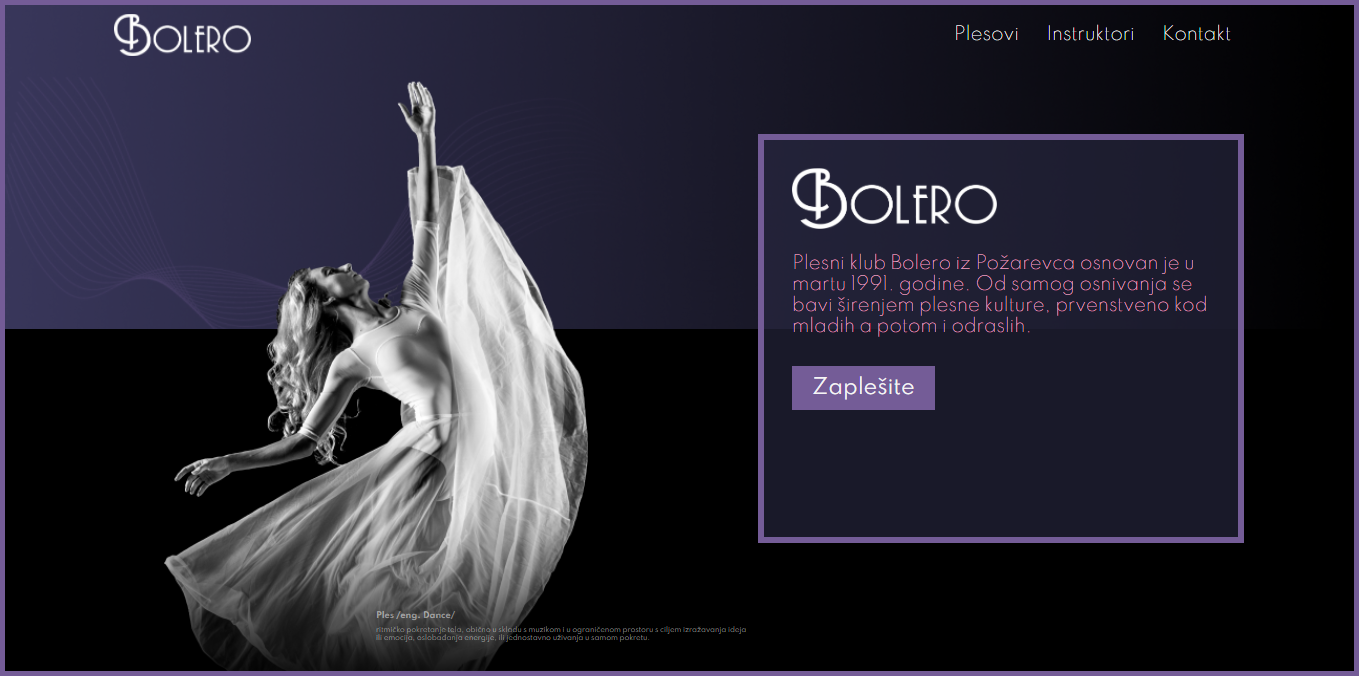 BOLERO
Plesovi Instruktori Kontakt
BOLERO
Plesni klub Bolero iz Požarevca osnovan je u
martu 1991. godine. Od samog osnivanja se
bavi širenjem plesne kulture, prvenstveno kod
mladih a potom i odraslih.
Zaplešite
Ples /eng. Dance/
ritmičko pokretanje tela, obično u skladu s muzikom i u ograničenom prostoru s ciljem izražavanja ideja
ili emocija, oslobađanja energije, ili jednostavno uživanja u samom pokretu.